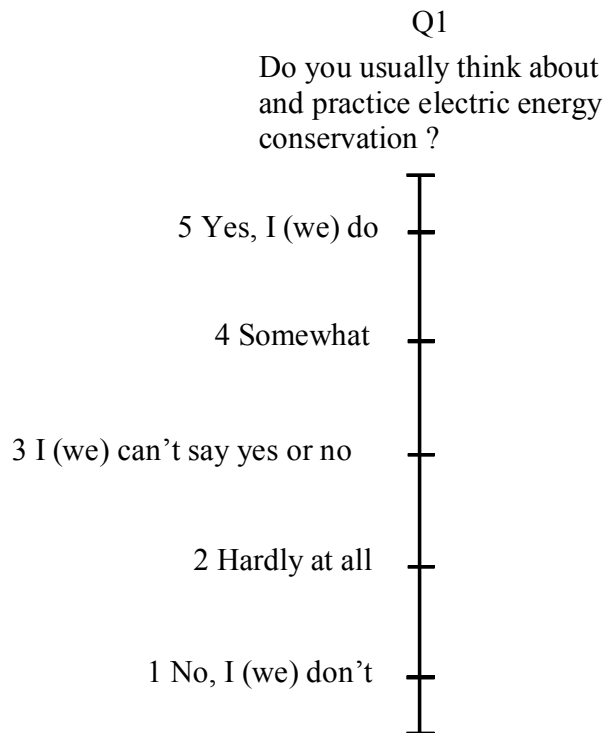 Q1
Do you usually think about
and practice electric energy
conservation ?
5 Yes, I (we) do
4 Somewhat
3 I (we) can’t say yes or no
2 Hardly at all
1 No, I (we) don’t